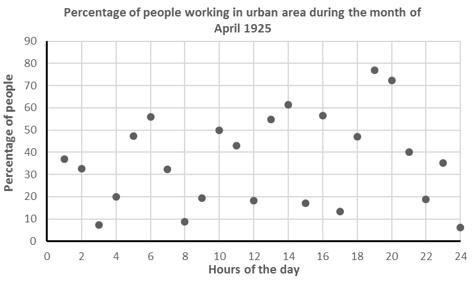 Percentage of people working in urban area during the month of
April 1925
Percentage of people
90
80
70
60
50
40
30
20
10
0
0 2 4 6 8 10 12 14 16 18 20 22 24
Hours of the day